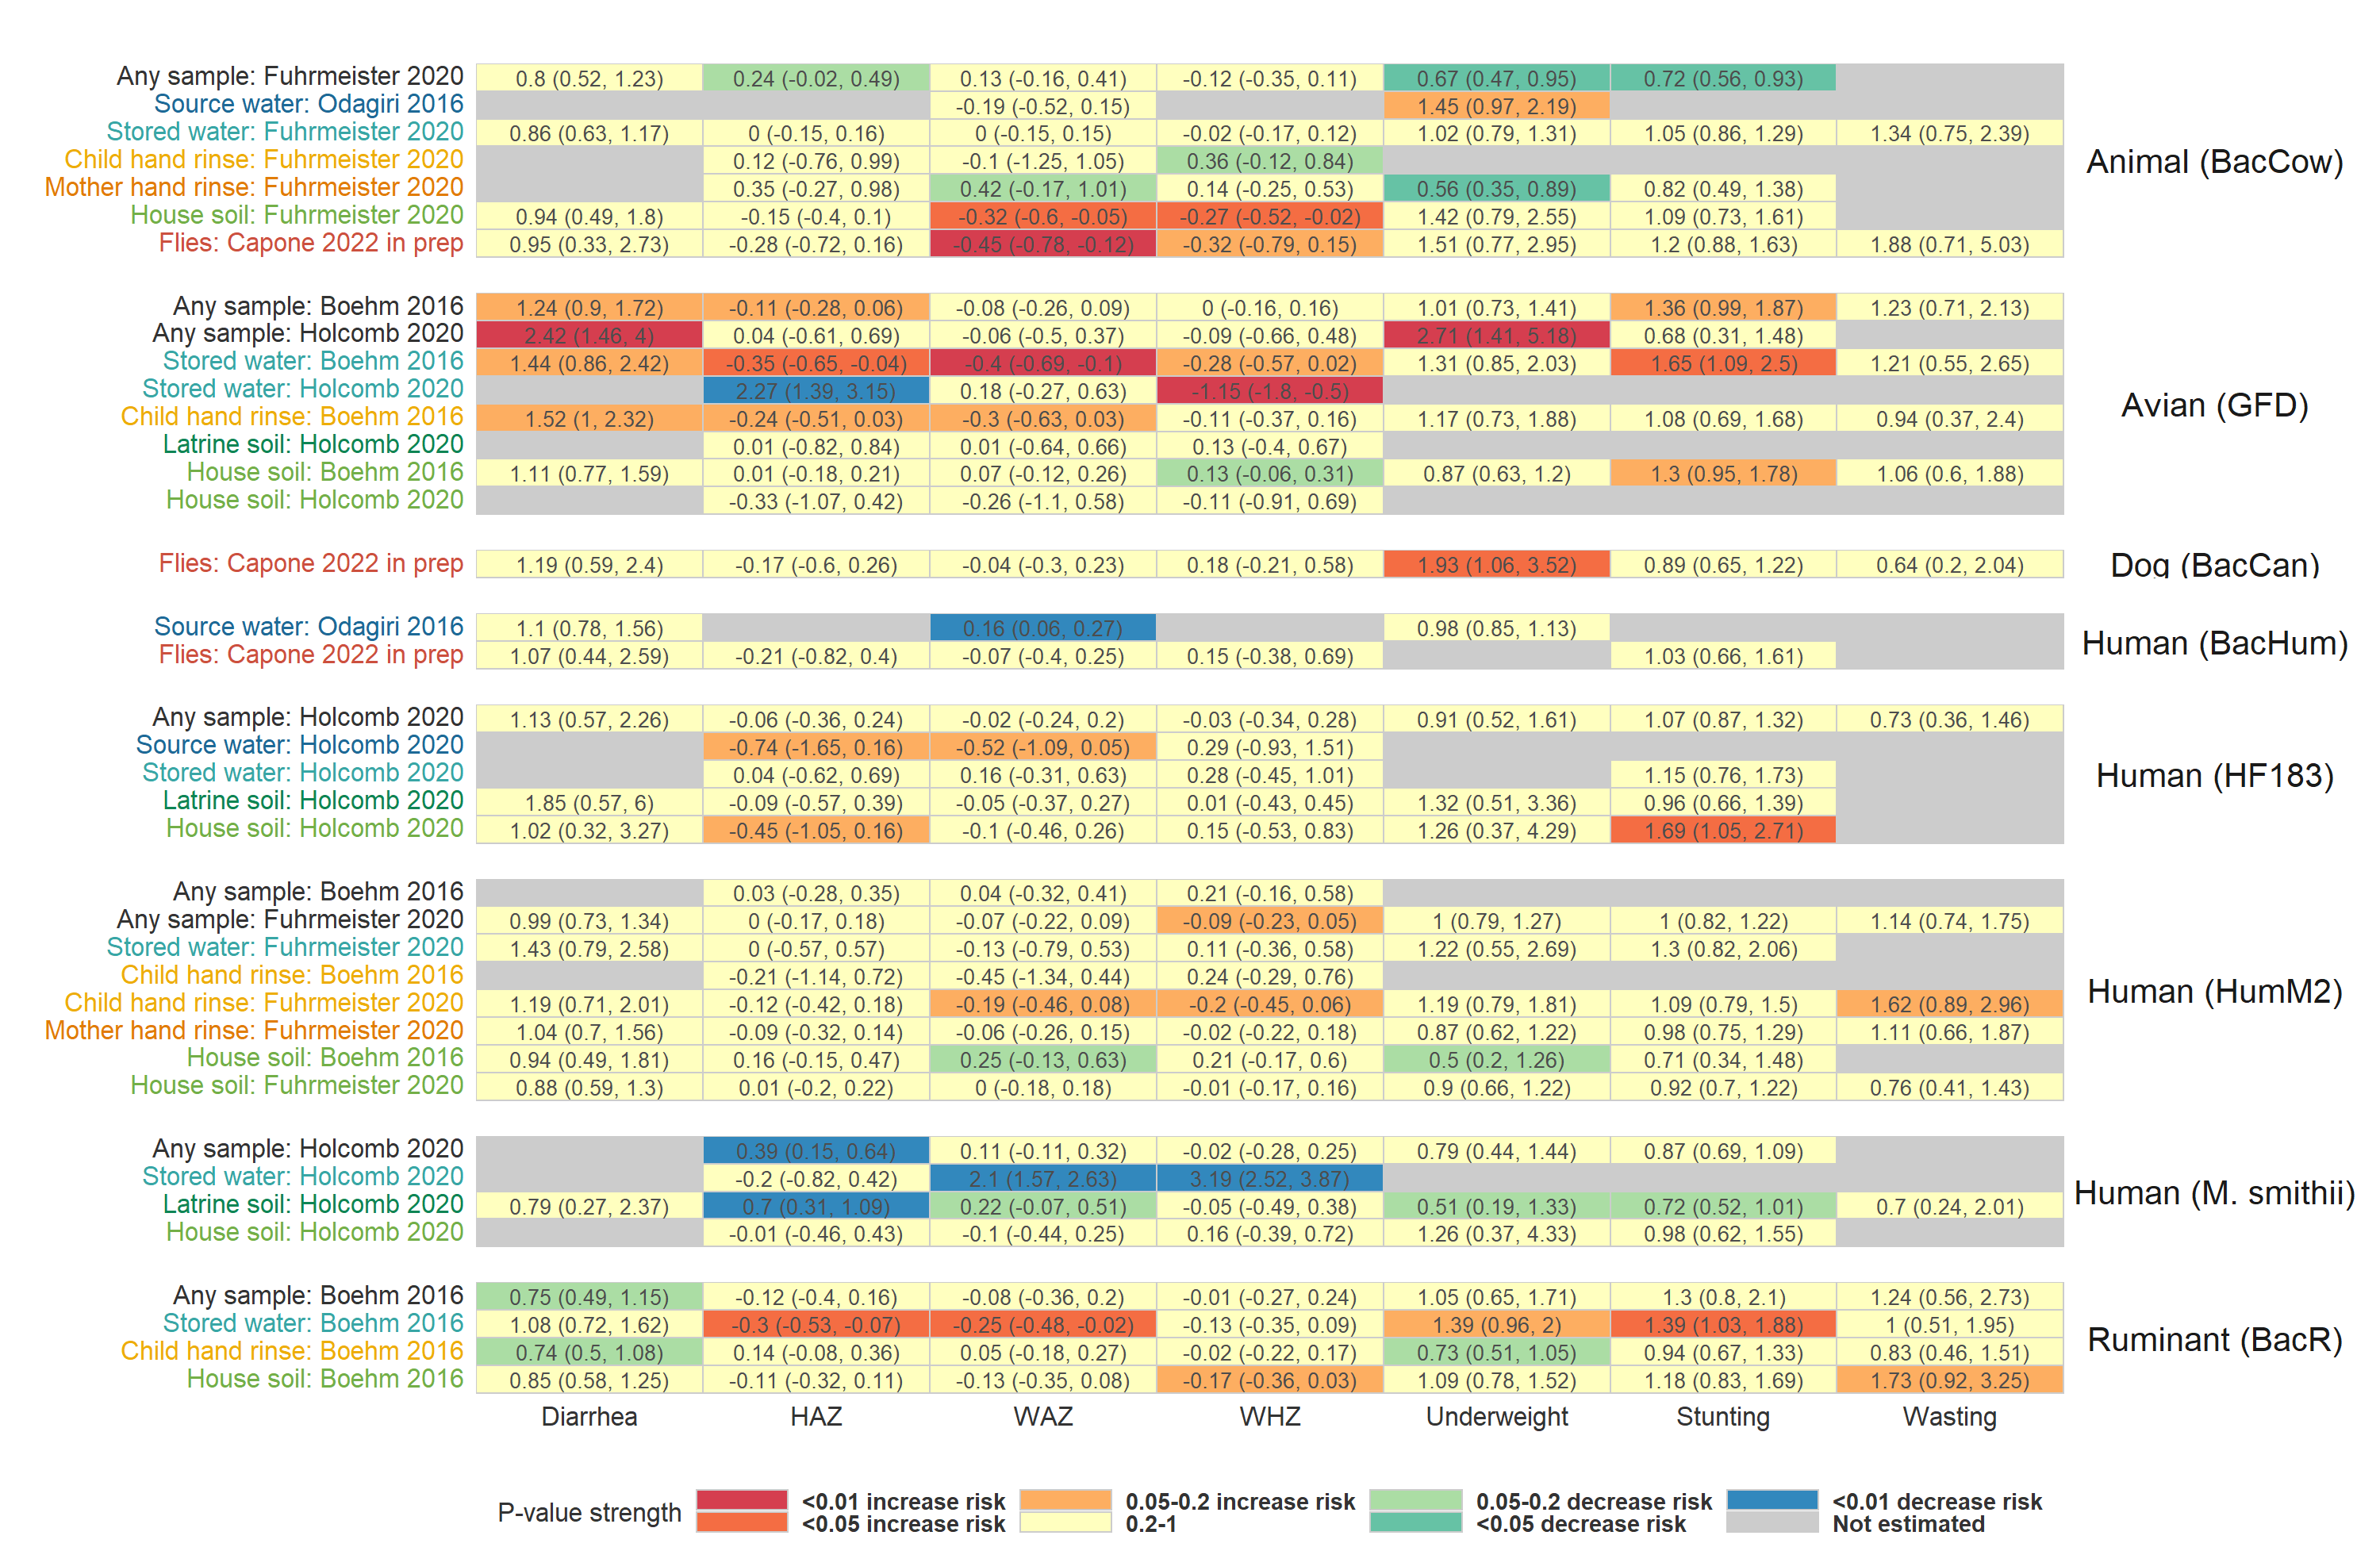 Any sample: Fuhrmeister 2020 0.8 (0.52, 1.23) 0.24 (-0.02, 0.49) 0.13 (-0.16, 0.41) -0.12 (-0.35, 0.11) 0.67 (0.47, 0.95) 0.72 (0.56, 0.93)
Source water: Odagiri 2016 -0.19 (-0.52, 0.15) 1.45 (0.97, 2.19)
Stored water: Fuhrmeister 2020 0.86 (0.63, 1.17) 0 (-0.15, 0.16) 0 (-0.15, 0.15) -0.02 (-0.17, 0.12) 1.02 (0.79, 1.31) 1.05 (0.86, 1.29) 1.34 (0.75, 2.39)
Child hand rinse: Fuhrmeister 2020 0.12 (-0.76, 0.99) -0.1 (-1.25, 1.05) 0.36 (-0.12, 0.84)
Animal (BacCow)
Mother hand rinse: Fuhrmeister 2020 0.35 (-0.27, 0.98) 0.42 (-0.17, 1.01) 0.14 (-0.25, 0.53) 0.56 (0.35, 0.89) 0.82 (0.49, 1.38)
House soil: Fuhrmeister 2020 0.94 (0.49, 1.8) -0.15 (-0.4, 0.1) -0.32 (-0.6, -0.05) -0.27 (-0.52, -0.02) 1.42 (0.79, 2.55) 1.09 (0.73, 1.61)
Flies: Capone 2022 in prep 0.95 (0.33, 2.73) -0.28 (-0.72, 0.16) -0.45 (-0.78, -0.12) -0.32 (-0.79, 0.15) 1.51 (0.77, 2.95) 1.2 (0.88, 1.63) 1.88 (0.71, 5.03)
Any sample: Boehm 2016 1.24 (0.9, 1.72) -0.11 (-0.28, 0.06) -0.08 (-0.26, 0.09) 0 (-0.16, 0.16) 1.01 (0.73, 1.41) 1.36 (0.99, 1.87) 1.23 (0.71, 2.13)
Any sample: Holcomb 2020 2.42 (1.46, 4) 0.04 (-0.61, 0.69) -0.06 (-0.5, 0.37) -0.09 (-0.66, 0.48) 2.71 (1.41, 5.18) 0.68 (0.31, 1.48)
Stored water: Boehm 2016 1.44 (0.86, 2.42) -0.35 (-0.65, -0.04) -0.4 (-0.69, -0.1) -0.28 (-0.57, 0.02) 1.31 (0.85, 2.03) 1.65 (1.09, 2.5) 1.21 (0.55, 2.65)
Stored water: Holcomb 2020 2.27 (1.39, 3.15) 0.18 (-0.27, 0.63) -1.15 (-1.8, -0.5)
Avian (GFD)
Child hand rinse: Boehm 2016 1.52 (1, 2.32) -0.24 (-0.51, 0.03) -0.3 (-0.63, 0.03) -0.11 (-0.37, 0.16) 1.17 (0.73, 1.88) 1.08 (0.69, 1.68) 0.94 (0.37, 2.4)
Latrine soil: Holcomb 2020 0.01 (-0.82, 0.84) 0.01 (-0.64, 0.66) 0.13 (-0.4, 0.67)
House soil: Boehm 2016 1.11 (0.77, 1.59) 0.01 (-0.18, 0.21) 0.07 (-0.12, 0.26) 0.13 (-0.06, 0.31) 0.87 (0.63, 1.2) 1.3 (0.95, 1.78) 1.06 (0.6, 1.88)
House soil: Holcomb 2020 -0.33 (-1.07, 0.42) -0.26 (-1.1, 0.58) -0.11 (-0.91, 0.69)
Flies: Capone 2022 in prep 1.19 (0.59, 2.4) -0.17 (-0.6, 0.26) -0.04 (-0.3, 0.23) 0.18 (-0.21, 0.58) 1.93 (1.06, 3.52) 0.89 (0.65, 1.22) 0.64 (0.2, 2.04) Dog (BacCan)
Source water: Odagiri 2016 1.1 (0.78, 1.56) 0.16 (0.06, 0.27) 0.98 (0.85, 1.13)
Human (BacHum)
Flies: Capone 2022 in prep 1.07 (0.44, 2.59) -0.21 (-0.82, 0.4) -0.07 (-0.4, 0.25) 0.15 (-0.38, 0.69) 1.03 (0.66, 1.61)
Any sample: Holcomb 2020 1.13 (0.57, 2.26) -0.06 (-0.36, 0.24) -0.02 (-0.24, 0.2) -0.03 (-0.34, 0.28) 0.91 (0.52, 1.61) 1.07 (0.87, 1.32) 0.73 (0.36, 1.46)
Source water: Holcomb 2020 -0.74 (-1.65, 0.16) -0.52 (-1.09, 0.05) 0.29 (-0.93, 1.51)
Stored water: Holcomb 2020 0.04 (-0.62, 0.69) 0.16 (-0.31, 0.63) 0.28 (-0.45, 1.01) 1.15 (0.76, 1.73) Human (HF183)
Latrine soil: Holcomb 2020 1.85 (0.57, 6) -0.09 (-0.57, 0.39) -0.05 (-0.37, 0.27) 0.01 (-0.43, 0.45) 1.32 (0.51, 3.36) 0.96 (0.66, 1.39)
House soil: Holcomb 2020 1.02 (0.32, 3.27) -0.45 (-1.05, 0.16) -0.1 (-0.46, 0.26) 0.15 (-0.53, 0.83) 1.26 (0.37, 4.29) 1.69 (1.05, 2.71)
Any sample: Boehm 2016 0.03 (-0.28, 0.35) 0.04 (-0.32, 0.41) 0.21 (-0.16, 0.58)
Any sample: Fuhrmeister 2020 0.99 (0.73, 1.34) 0 (-0.17, 0.18) -0.07 (-0.22, 0.09) -0.09 (-0.23, 0.05) 1 (0.79, 1.27) 1 (0.82, 1.22) 1.14 (0.74, 1.75)
Stored water: Fuhrmeister 2020 1.43 (0.79, 2.58) 0 (-0.57, 0.57) -0.13 (-0.79, 0.53) 0.11 (-0.36, 0.58) 1.22 (0.55, 2.69) 1.3 (0.82, 2.06)
Child hand rinse: Boehm 2016 -0.21 (-1.14, 0.72) -0.45 (-1.34, 0.44) 0.24 (-0.29, 0.76)
Human (HumM2)
Child hand rinse: Fuhrmeister 2020 1.19 (0.71, 2.01) -0.12 (-0.42, 0.18) -0.19 (-0.46, 0.08) -0.2 (-0.45, 0.06) 1.19 (0.79, 1.81) 1.09 (0.79, 1.5) 1.62 (0.89, 2.96)
Mother hand rinse: Fuhrmeister 2020 1.04 (0.7, 1.56) -0.09 (-0.32, 0.14) -0.06 (-0.26, 0.15) -0.02 (-0.22, 0.18) 0.87 (0.62, 1.22) 0.98 (0.75, 1.29) 1.11 (0.66, 1.87)
House soil: Boehm 2016 0.94 (0.49, 1.81) 0.16 (-0.15, 0.47) 0.25 (-0.13, 0.63) 0.21 (-0.17, 0.6) 0.5 (0.2, 1.26) 0.71 (0.34, 1.48)
House soil: Fuhrmeister 2020 0.88 (0.59, 1.3) 0.01 (-0.2, 0.22) 0 (-0.18, 0.18) -0.01 (-0.17, 0.16) 0.9 (0.66, 1.22) 0.92 (0.7, 1.22) 0.76 (0.41, 1.43)
Any sample: Holcomb 2020 0.39 (0.15, 0.64) 0.11 (-0.11, 0.32) -0.02 (-0.28, 0.25) 0.79 (0.44, 1.44) 0.87 (0.69, 1.09)
Stored water: Holcomb 2020 -0.2 (-0.82, 0.42) 2.1 (1.57, 2.63) 3.19 (2.52, 3.87)
Human (M. smithii)
Latrine soil: Holcomb 2020 0.79 (0.27, 2.37) 0.7 (0.31, 1.09) 0.22 (-0.07, 0.51) -0.05 (-0.49, 0.38) 0.51 (0.19, 1.33) 0.72 (0.52, 1.01) 0.7 (0.24, 2.01)
House soil: Holcomb 2020 -0.01 (-0.46, 0.43) -0.1 (-0.44, 0.25) 0.16 (-0.39, 0.72) 1.26 (0.37, 4.33) 0.98 (0.62, 1.55)
Any sample: Boehm 2016 0.75 (0.49, 1.15) -0.12 (-0.4, 0.16) -0.08 (-0.36, 0.2) -0.01 (-0.27, 0.24) 1.05 (0.65, 1.71) 1.3 (0.8, 2.1) 1.24 (0.56, 2.73)
Stored water: Boehm 2016 1.08 (0.72, 1.62) -0.3 (-0.53, -0.07) -0.25 (-0.48, -0.02) -0.13 (-0.35, 0.09) 1.39 (0.96, 2) 1.39 (1.03, 1.88) 1 (0.51, 1.95)
Ruminant (BacR)
Child hand rinse: Boehm 2016 0.74 (0.5, 1.08) 0.14 (-0.08, 0.36) 0.05 (-0.18, 0.27) -0.02 (-0.22, 0.17) 0.73 (0.51, 1.05) 0.94 (0.67, 1.33) 0.83 (0.46, 1.51)
House soil: Boehm 2016 0.85 (0.58, 1.25) -0.11 (-0.32, 0.11) -0.13 (-0.35, 0.08) -0.17 (-0.36, 0.03) 1.09 (0.78, 1.52) 1.18 (0.83, 1.69) 1.73 (0.92, 3.25)
Diarrhea HAZ WAZ WHZ Underweight Stunting Wasting
P-value strength
<0.01 increase risk 0.05-0.2 increase risk 0.05-0.2 decrease risk <0.01 decrease risk
<0.05 increase risk 0.2-1 <0.05 decrease risk Not estimated